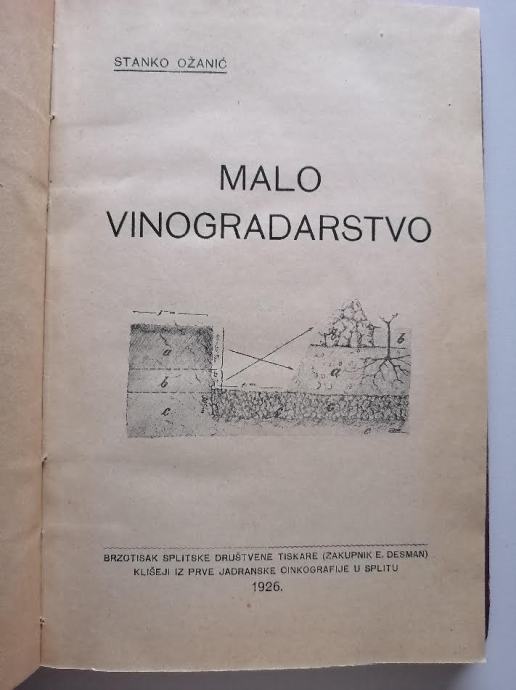 STANKO OŽANIĆ
MALO
VINOGRADARSTVO
a
b
c
a
b
BRZOTISAK SPLITSKE DRUŠTVENE TISKARE (ZAKUPNIK E. DESMAN)
KLIŠEJI IZ PRVE JADRANSKE CINKOGRAFIJE U SPLITU
1926.